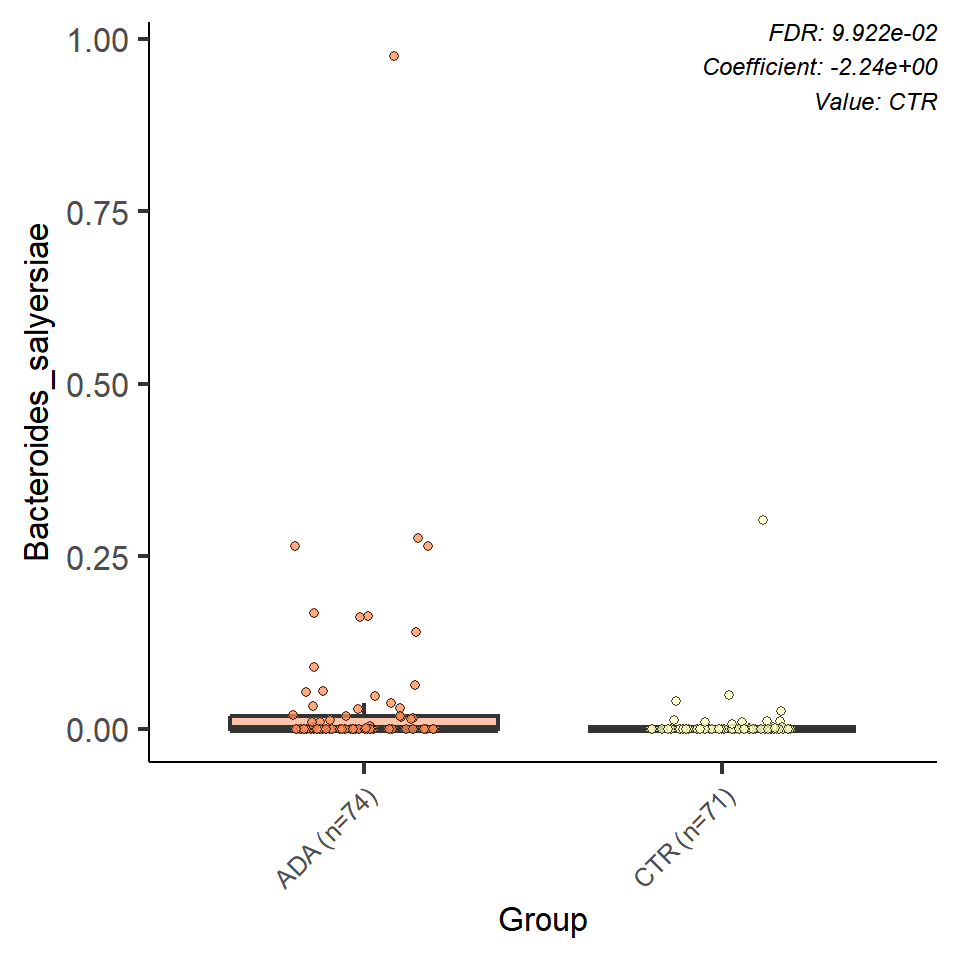 FDR: 9.922e-02
Coefficient: -2.24e+00
Value: CTR
1.00
0.75
0.50
0.25
0.00
Bacteroides_salyersiae
ADA (n=74)
CTR (n=71)
Group